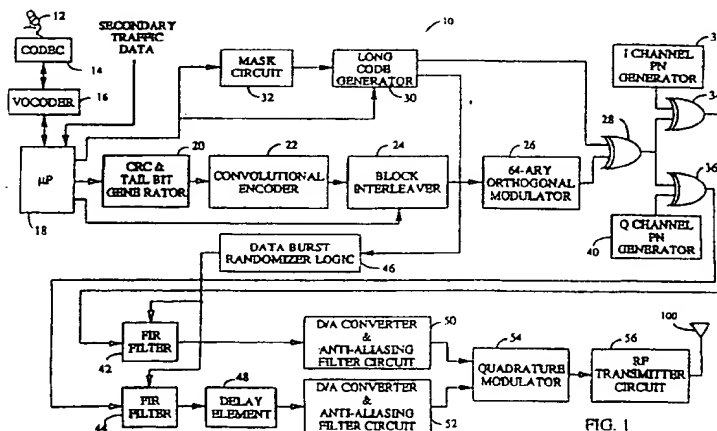 12
CODEC
14
SECONDARY
TRAFFIC
DATA
VOCODER
16
μP
18
MASK
CIRCUIT
32
LONG
CODE
GENERATOR
30
10
I CHANNEL
PN
GENERATOR
28
36
20
CRC &
TAIL BIT
GENERATOR
22
CONVOLUTIONAL
ENCODER
24
BLOCK
INTERLEAVER
26
64-ARY
ORTHOGONAL
MODULATOR
Q CHANNEL
PN
GENERATOR
40
DATA BURST
RANDOMIZER LOGIC
46
FIR
FILTER
42
50
D/A CONVERTER
&
ANTI-ALIASING
FILTER CIRCUIT
54
QUADRATURE
MODULATOR
56
RF
TRANSMITTER
CIRCUIT
100
FIR
FILTER
44
48
DELAY
ELEMENT
D/A CONVERTER
&
ANTI-ALIASING
FILTER CIRCUIT
52
FIG. 1